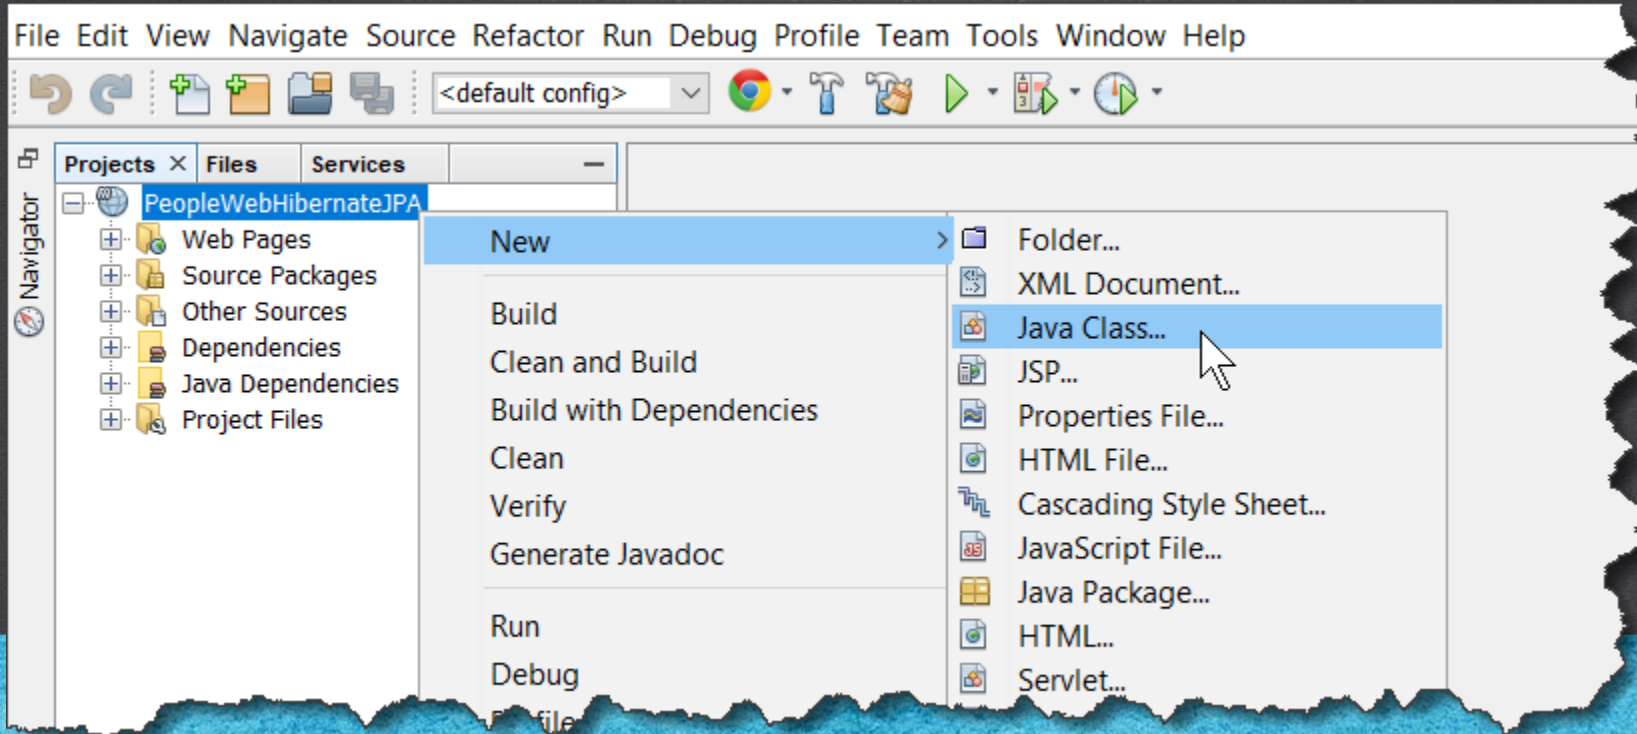 File Edit View Navigate Source Refactor Run Debug Profile Team Tools Window Help
<default config>
Projects Files Services
Navigator
PeopleWebHibernateJPA
Web Pages
Source Packages
Other Sources
Dependencies
Java Dependencies
Project Files
New
Build
Clean and Build
Build with Dependencies
Clean
Verify
Generate Javadoc
Run
Debug
Folder...
XML Document...
Java Class...
JSP...
Properties File...
HTML File...
Cascading Style Sheet...
JavaScript File...
Java Package...
HTML...
Servlet...